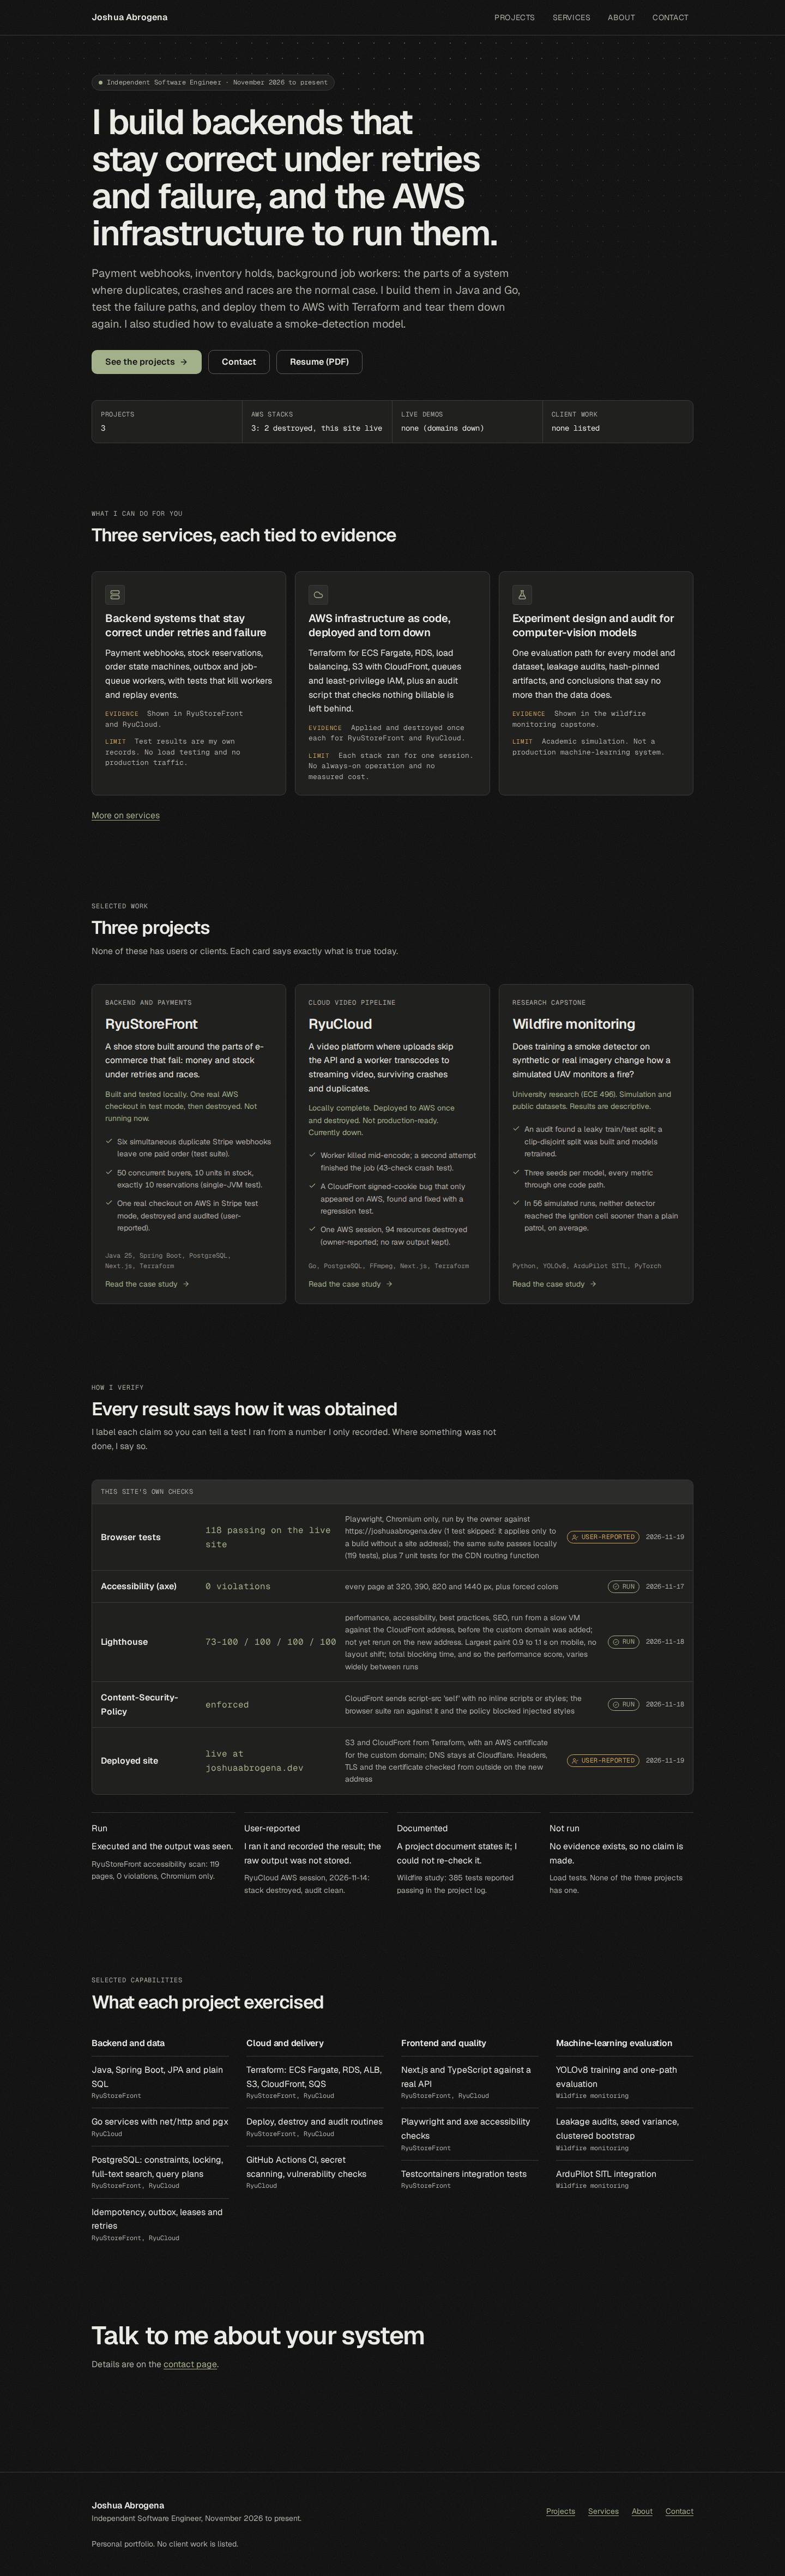 Joshua Abrogena
PROJECTS SERVICES ABOUT CONTACT
Independent Software Engineer · November 2026 to present
I build backends that
stay correct under retries
and failure, and the AWS
infrastructure to run them.
Payment webhooks, inventory holds, background job workers: the parts of a system
where duplicates, crashes and races are the normal case. I build them in Java and Go,
test the failure paths, and deploy them to AWS with Terraform and tear them down
again. I also studied how to evaluate a smoke-detection model.
See the projects → Contact Resume (PDF)
PROJECTS
3
AWS STACKS
3: 2 destroyed, this site live
LIVE DEMOS
none (domains down)
CLIENT WORK
none listed
WHAT I CAN DO FOR YOU
Three services, each tied to evidence
Backend systems that stay
correct under retries and failure
Payment webhooks, stock reservations,
order state machines, outbox and job-
queue workers, with tests that kill workers
and replay events.
EVIDENCE Shown in RyuStoreFront
and RyuCloud.
LIMIT Test results are my own
records. No load testing and no
production traffic.
AWS infrastructure as code,
deployed and torn down
Terraform for ECS Fargate, RDS, load
balancing, S3 with CloudFront, queues
and least-privilege IAM, plus an audit
script that checks nothing billable is
left behind.
EVIDENCE Applied and destroyed once
each for RyuStoreFront and RyuCloud.
LIMIT Each stack ran for one session.
No always-on operation and no
measured cost.
Experiment design and audit for
computer-vision models
One evaluation path for every model and
dataset, leakage audits, hash-pinned
artifacts, and conclusions that say no
more than the data does.
EVIDENCE Shown in the wildfire
monitoring capstone.
LIMIT Academic simulation. Not a
production machine-learning system.
More on services
SELECTED WORK
Three projects
None of these has users or clients. Each card says exactly what is true today.
BACKEND AND PAYMENTS
RyuStoreFront
A shoe store built around the parts of e-
commerce that fail: money and stock
under retries and races.
Built and tested locally. One real AWS
checkout in test mode, then destroyed. Not
running now.
Six simultaneous duplicate Stripe webhooks
leave one paid order (test suite).
50 concurrent buyers, 10 units in stock,
exactly 10 reservations (single-JVM test).
One real checkout on AWS in Stripe test
mode, destroyed and audited (user-
reported).
Java 25, Spring Boot, PostgreSQL,
Next.js, Terraform
Read the case study →
CLOUD VIDEO PIPELINE
RyuCloud
A video platform where uploads skip
the API and a worker transcodes to
streaming video, surviving crashes
and duplicates.
Locally complete. Deployed to AWS once
and destroyed. Not production-ready.
Currently down.
Worker killed mid-encode; a second attempt
finished the job (43-check crash test).
A CloudFront signed-cookie bug that only
appeared on AWS, found and fixed with a
regression test.
One AWS session, 94 resources destroyed
(owner-reported; no raw output kept).
Go, PostgreSQL, FFmpeg, Next.js, Terraform
Read the case study →
RESEARCH CAPSTONE
Wildfire monitoring
Does training a smoke detector on
synthetic or real imagery change how a
simulated UAV monitors a fire?
University research (ECE 496). Simulation and
public datasets. Results are descriptive.
An audit found a leaky train/test split; a
clip-disjoint split was built and models
retrained.
Three seeds per model, every metric
through one code path.
In 56 simulated runs, neither detector
reached the ignition cell sooner than a plain
patrol, on average.
Python, YOLOv8, ArduPilot SITL, PyTorch
Read the case study →
HOW I VERIFY
Every result says how it was obtained
I label each claim so you can tell a test I ran from a number I only recorded. Where something was not
done, I say so.
THIS SITE'S OWN CHECKS
Browser tests
118 passing on the live
site
Playwright, Chromium only, run by the owner against
https://joshuaabrogena.dev (1 test skipped: it applies only to
a build without a site address); the same suite passes locally
(119 tests), plus 7 unit tests for the CDN routing function
USER-REPORTED 2026-11-19
Accessibility (axe)
0 violations
every page at 320, 390, 820 and 1440 px, plus forced colors
RUN 2026-11-17
Lighthouse
73-100 / 100 / 100 / 100
performance, accessibility, best practices, SEO, run from a slow VM
against the CloudFront address, before the custom domain was added;
not yet rerun on the new address. Largest paint 0.9 to 1.1 s on mobile, no
layout shift; total blocking time, and so the performance score, varies
widely between runs
RUN 2026-11-18
Content-Security-
Policy
enforced
CloudFront sends script-src 'self' with no inline scripts or styles; the
browser suite ran against it and the policy blocked injected styles
RUN 2026-11-18
Deployed site
live at
joshuaabrogena.dev
S3 and CloudFront from Terraform, with an AWS certificate
for the custom domain; DNS stays at Cloudflare. Headers,
TLS and the certificate checked from outside on the new
address
USER-REPORTED 2026-11-19
Run
Executed and the output was seen.
RyuStoreFront accessibility scan: 119
pages, 0 violations, Chromium only.
User-reported
I ran it and recorded the result; the
raw output was not stored.
RyuCloud AWS session, 2026-11-14:
stack destroyed, audit clean.
Documented
A project document states it; I
could not re-check it.
Wildfire study: 385 tests reported
passing in the project log.
Not run
No evidence exists, so no claim is
made.
Load tests. None of the three projects
has one.
SELECTED CAPABILITIES
What each project exercised
Backend and data
Java, Spring Boot, JPA and plain
SQL
RyuStoreFront
Go services with net/http and pgx
RyuCloud
PostgreSQL: constraints, locking,
full-text search, query plans
RyuStoreFront, RyuCloud
Idempotency, outbox, leases and
retries
RyuStoreFront, RyuCloud
Cloud and delivery
Terraform: ECS Fargate, RDS, ALB,
S3, CloudFront, SQS
RyuStoreFront, RyuCloud
Deploy, destroy and audit routines
RyuStoreFront, RyuCloud
GitHub Actions CI, secret
scanning, vulnerability checks
RyuCloud
Frontend and quality
Next.js and TypeScript against a
real API
RyuStoreFront, RyuCloud
Playwright and axe accessibility
checks
RyuStoreFront
Testcontainers integration tests
RyuStoreFront
Machine-learning evaluation
YOLOv8 training and one-path
evaluation
Wildfire monitoring
Leakage audits, seed variance,
clustered bootstrap
Wildfire monitoring
ArduPilot SITL integration
Wildfire monitoring
Talk to me about your system
Details are on the contact page.
Joshua Abrogena
Independent Software Engineer, November 2026 to present.
Projects Services About Contact
Personal portfolio. No client work is listed.